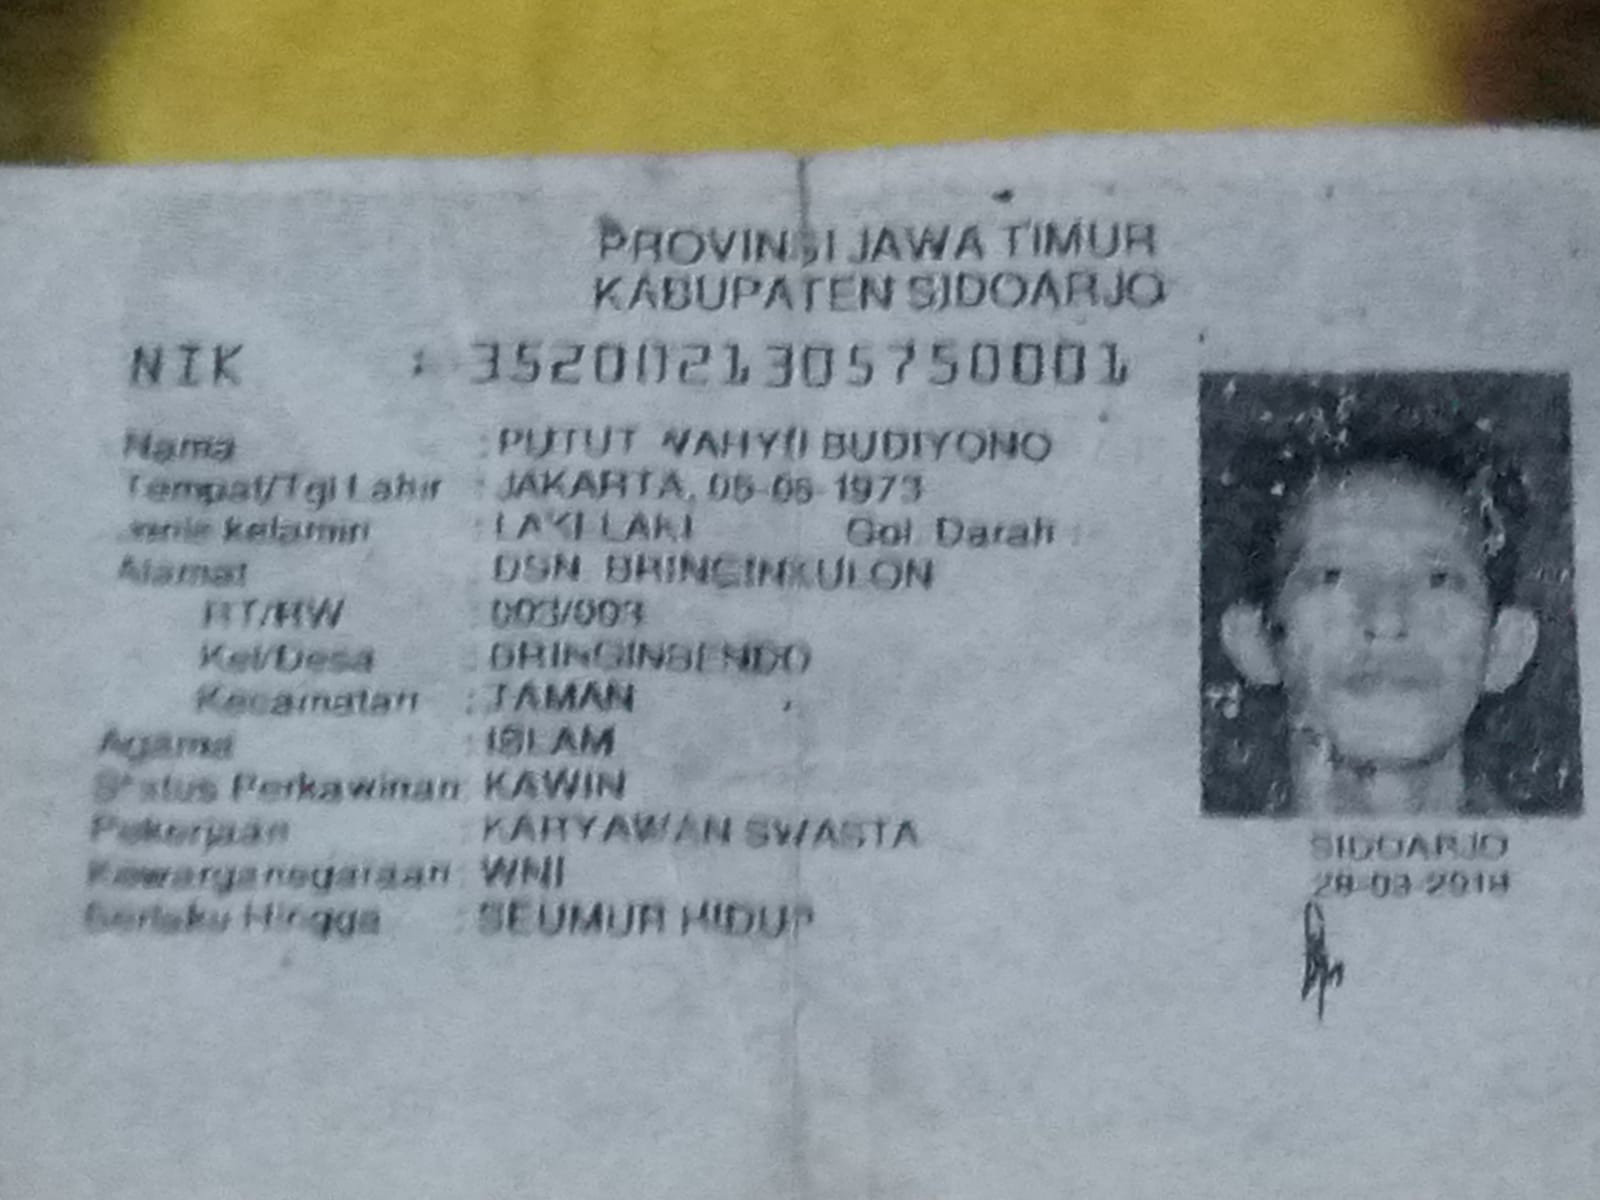 PROVINSI JAWA TIMUR
KABUPATEN SIDOARJO
NIK : 3520021305750001
Nama : PUTUT WAHYU BUDIYONO
Tempat/Tgl Lahir : JAKARTA, 05-06-1973
Jenis kelamin : LAKI LAKI Gol. Darah :
Alamat : DSN. BRINGINKULON
RT/RW : 003/003
Kel/Desa : BRINGINBENDO
Kecamatan : TAMAN
Agama : ISLAM
Status Perkawinan : KAWIN
Pekerjaan : KARYAWAN SWASTA
Kewarganegaraan : WNI
Berlaku Hingga : SEUMUR HIDUP
SIDOARJO
28-03-2018